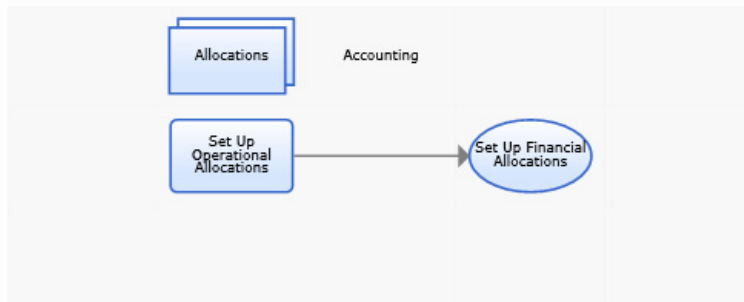 Allocations
Accounting
Set Up
Operational
Allocations
Set Up Financial
Allocations